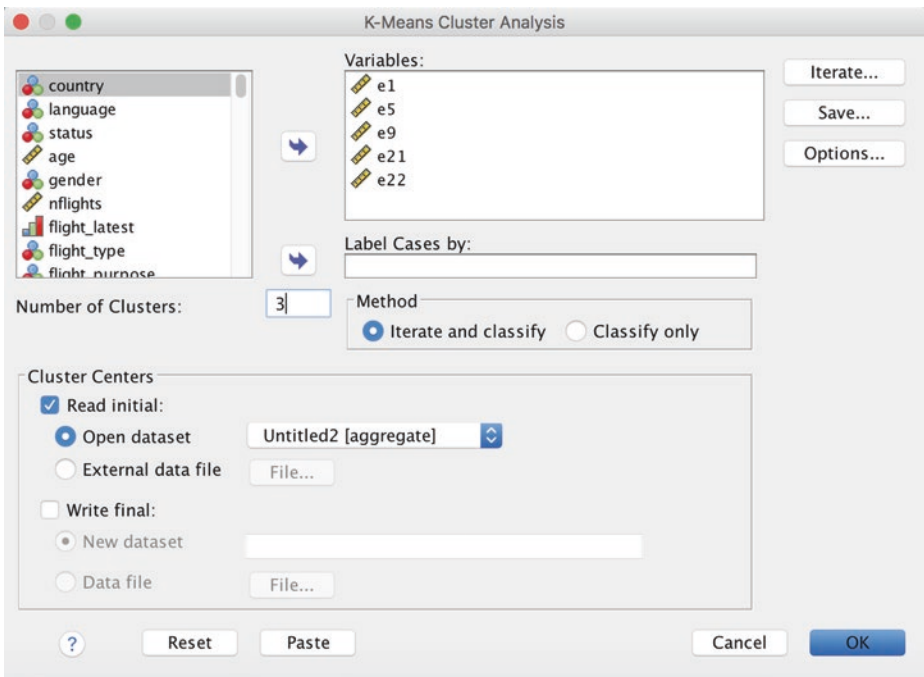 K-Means Cluster Analysis
country
language
status
age
gender
nflights
flight_latest
flight_type
flight_purpose
Variables:
e1
e5
e9
e21
e22
Iterate...
Save...
Options...
Label Cases by:
Number of Clusters: 3
Method
Iterate and classify Classify only
Cluster Centers
Read initial:
Open dataset Untitled2 [aggregate]
External data file File...
Write final:
New dataset
Data file File...
? Reset Paste Cancel OK